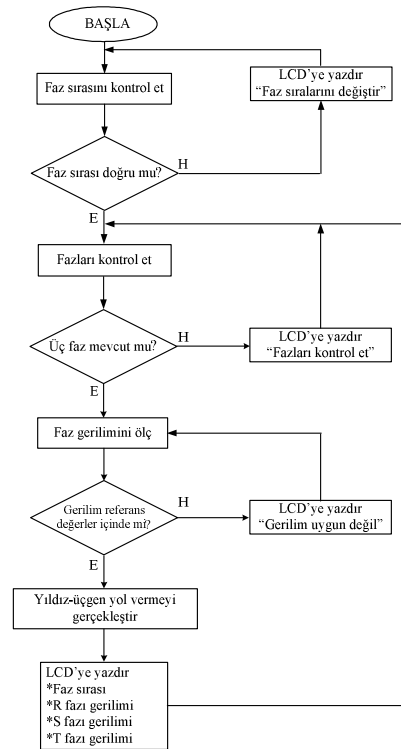 BAŞLA
Faz sırasını kontrol et
LCD'ye yazdır
“Faz sıralarını değiştir”
Faz sırası doğru mu?
H
E
Fazları kontrol et
Üç faz mevcut mu?
H
LCD'ye yazdır
“Fazları kontrol et”
E
Faz gerilimini ölç
Gerilim referans
değerler içinde mi?
H
LCD'ye yazdır
“Gerilim uygun değil”
E
Yıldız-üçgen yol vermeyi
gerçekleştir
LCD'ye yazdır
*Faz sırası
*R fazı gerilimi
*S fazı gerilimi
*T fazı gerilimi